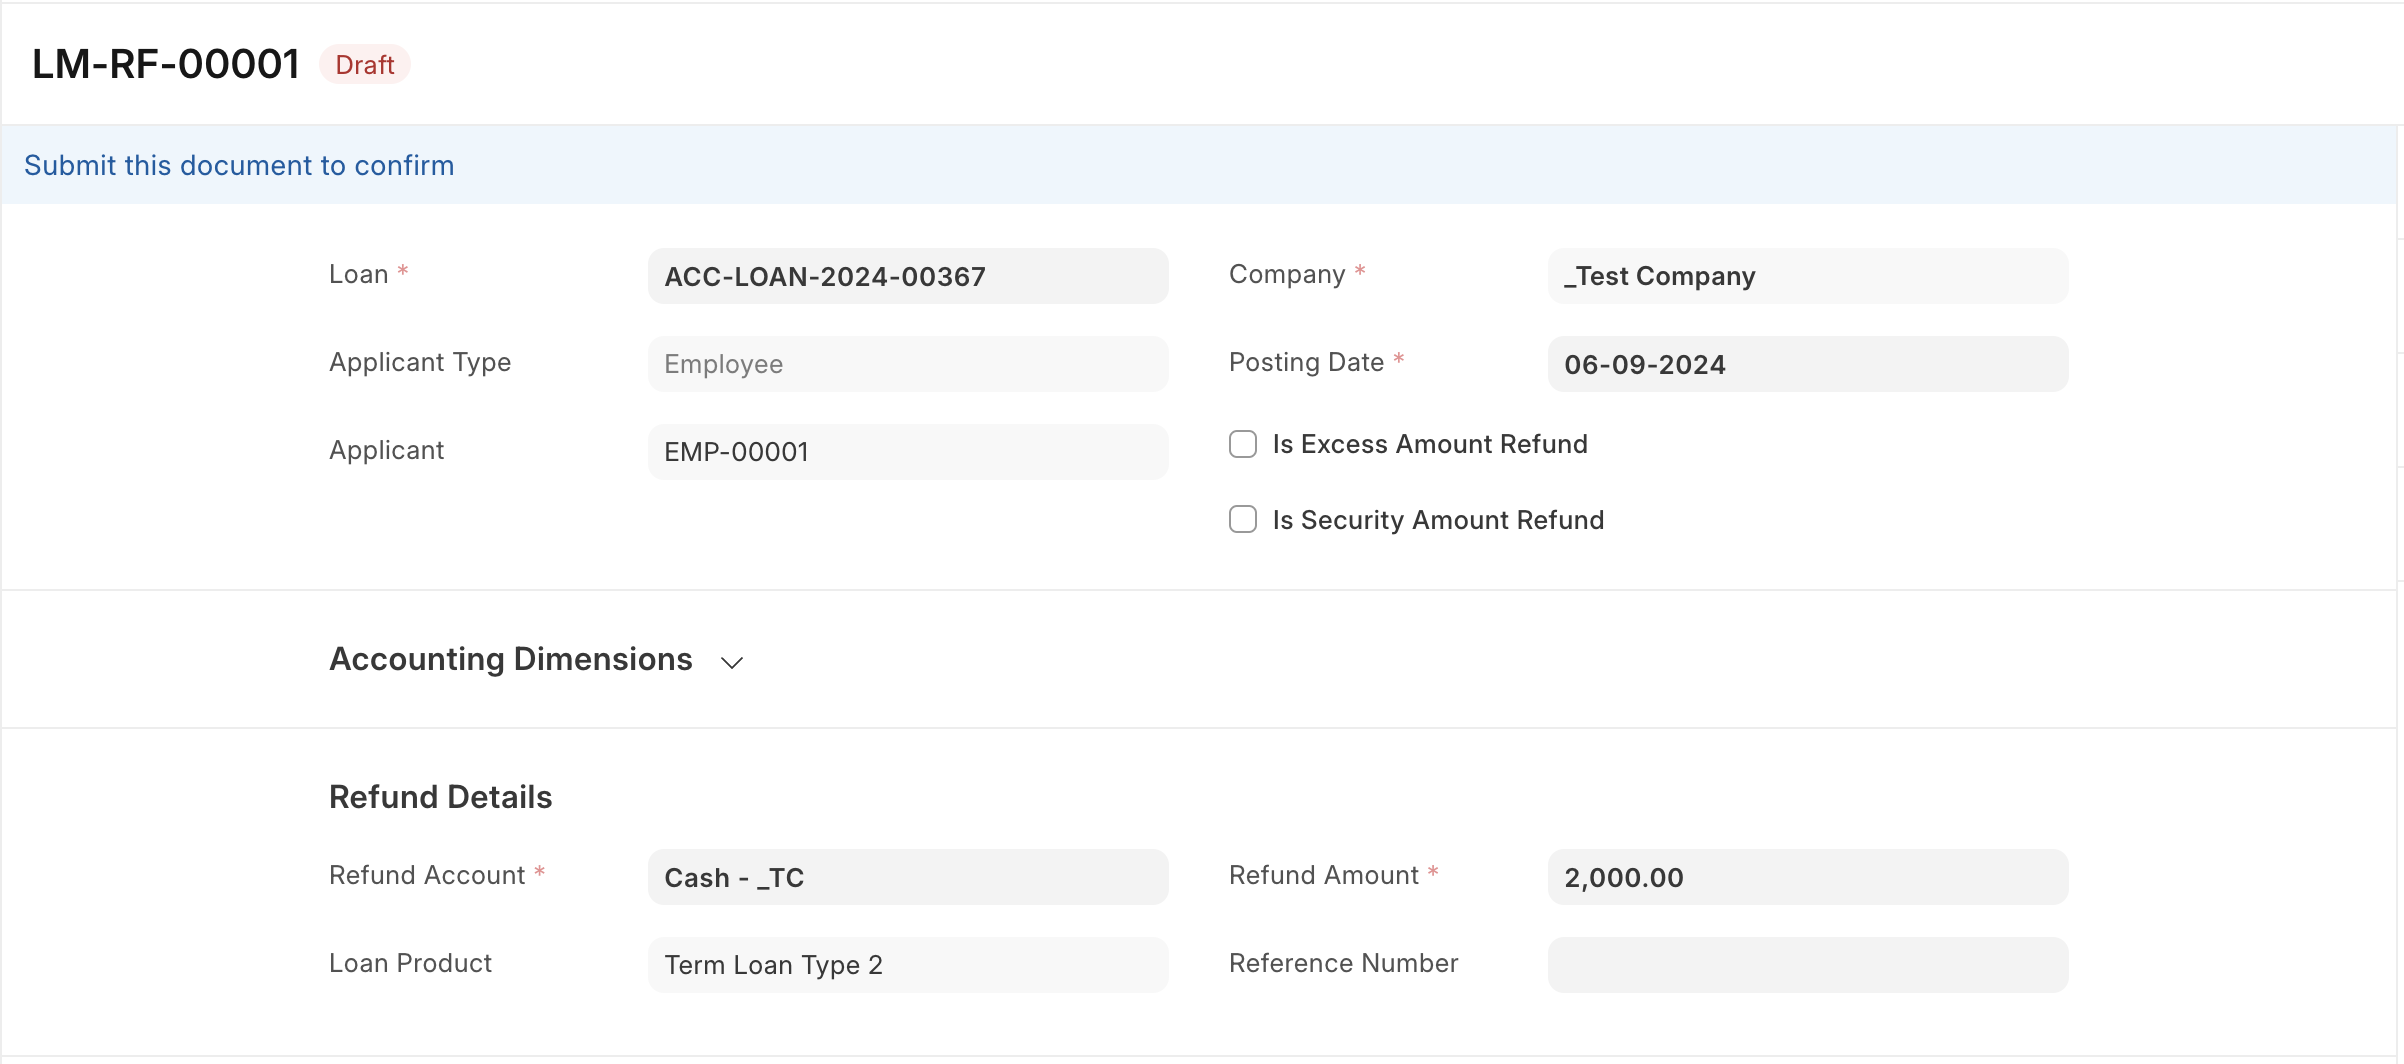 LM-RF-00001 Draft
Submit this document to confirm
Loan * ACC-LOAN-2024-00367
Applicant Type Employee
Applicant EMP-00001
Company * _Test Company
Posting Date * 06-09-2024
Is Excess Amount Refund
Is Security Amount Refund
Accounting Dimensions
Refund Details
Refund Account * Cash - _TC
Loan Product Term Loan Type 2
Refund Amount * 2,000.00
Reference Number